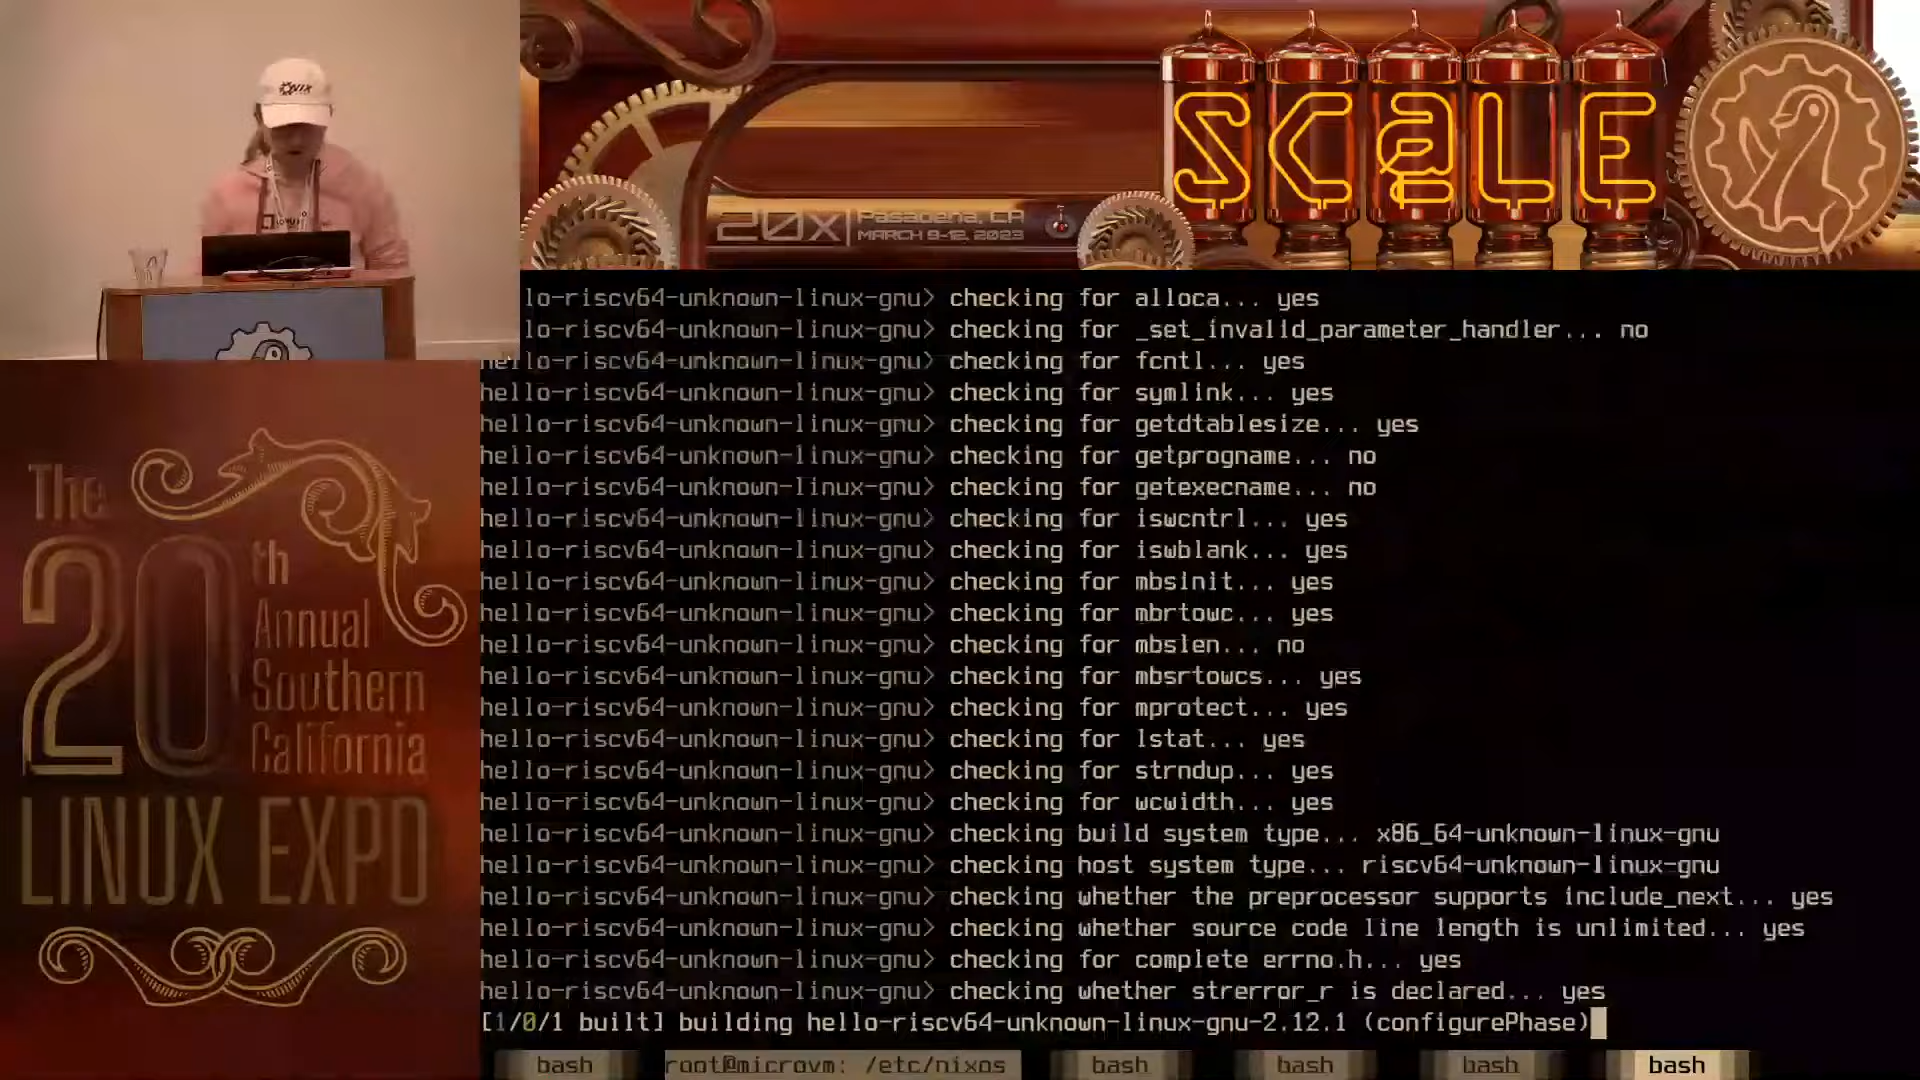 NIX
SC@LE
20x
Pasadena, CA
MARCH 9-12, 2023
The
20th
Annual
Southern
California
LINUX EXPO
lo-riscv64-unknown-linux-gnu> checking for alloca... yes
lo-riscv64-unknown-linux-gnu> checking for _set_invalid_parameter_handler... no
hello-riscv64-unknown-linux-gnu> checking for fcntl... yes
hello-riscv64-unknown-linux-gnu> checking for symlink... yes
hello-riscv64-unknown-linux-gnu> checking for getdtablesize... yes
hello-riscv64-unknown-linux-gnu> checking for getprogname... no
hello-riscv64-unknown-linux-gnu> checking for getexecname... no
hello-riscv64-unknown-linux-gnu> checking for iswcntrl... yes
hello-riscv64-unknown-linux-gnu> checking for iswblank... yes
hello-riscv64-unknown-linux-gnu> checking for mbsinit... yes
hello-riscv64-unknown-linux-gnu> checking for mbrtowc... yes
hello-riscv64-unknown-linux-gnu> checking for mbslen... no
hello-riscv64-unknown-linux-gnu> checking for mbsrtowcs... yes
hello-riscv64-unknown-linux-gnu> checking for mprotect... yes
hello-riscv64-unknown-linux-gnu> checking for lstat... yes
hello-riscv64-unknown-linux-gnu> checking for strndup... yes
hello-riscv64-unknown-linux-gnu> checking for wcwidth... yes
hello-riscv64-unknown-linux-gnu> checking build system type... x86_64-unknown-linux-gnu
hello-riscv64-unknown-linux-gnu> checking host system type... riscv64-unknown-linux-gnu
hello-riscv64-unknown-linux-gnu> checking whether the preprocessor supports include_next... yes
hello-riscv64-unknown-linux-gnu> checking whether source code line length is unlimited... yes
hello-riscv64-unknown-linux-gnu> checking for complete errno.h... yes
hello-riscv64-unknown-linux-gnu> checking whether strerror_r is declared... yes
[1/0/1 built] building hello-riscv64-unknown-linux-gnu-2.12.1 (configurePhase)
bash root@microvm: /etc/nixos bash bash bash bash